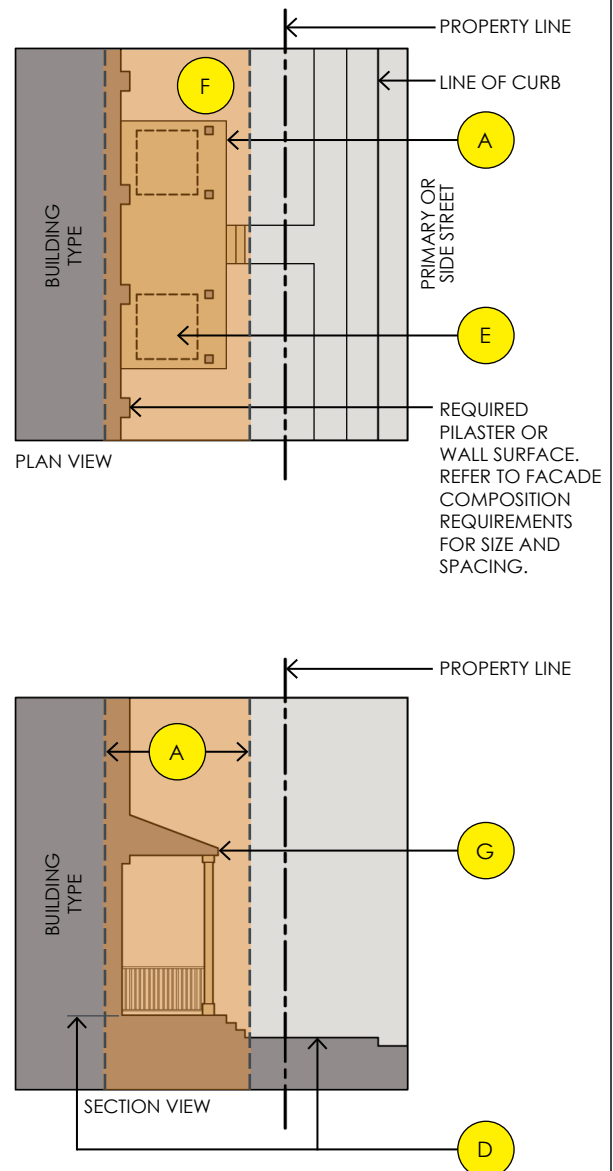 PROPERTY LINE
LINE OF CURB
F
A
BUILDING
TYPE
PRIMARY OR
SIDE STREET
E
REQUIRED
PILASTER OR
WALL SURFACE.
REFER TO FACADE
COMPOSITION
REQUIREMENTS
FOR SIZE AND
SPACING.
PLAN VIEW
PROPERTY LINE
A
G
BUILDING
TYPE
SECTION VIEW
D